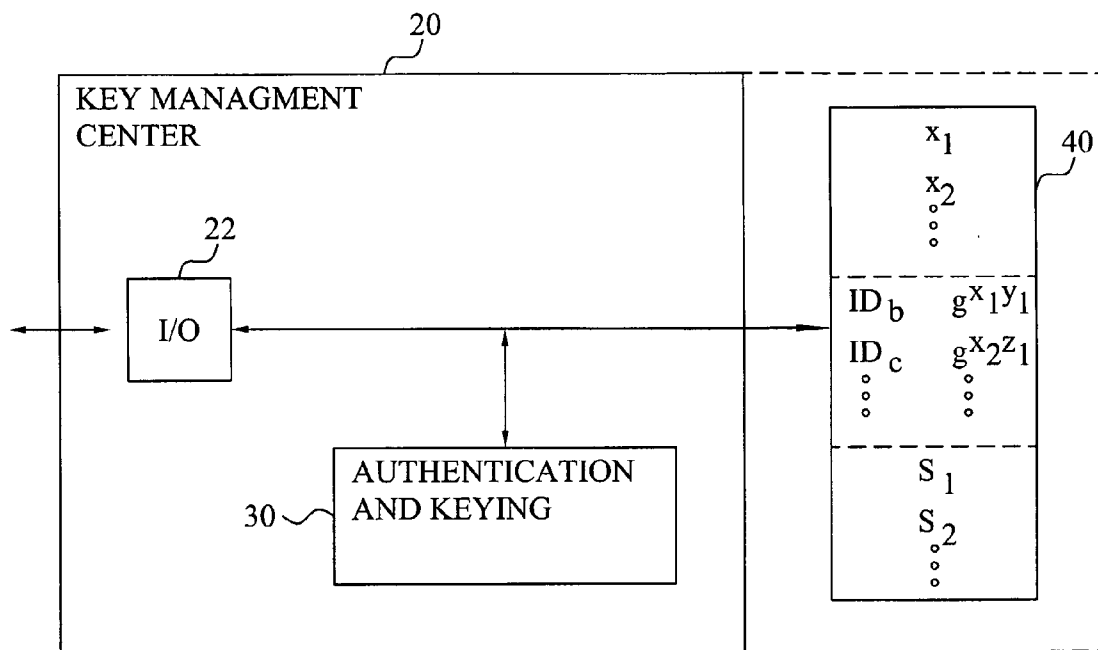 20
KEY MANAGMENT
CENTER
40
x1
x2
22
I/O
IDb gx1y1
IDc gx2z1
AUTHENTICATION
AND KEYING
30
S1
S2